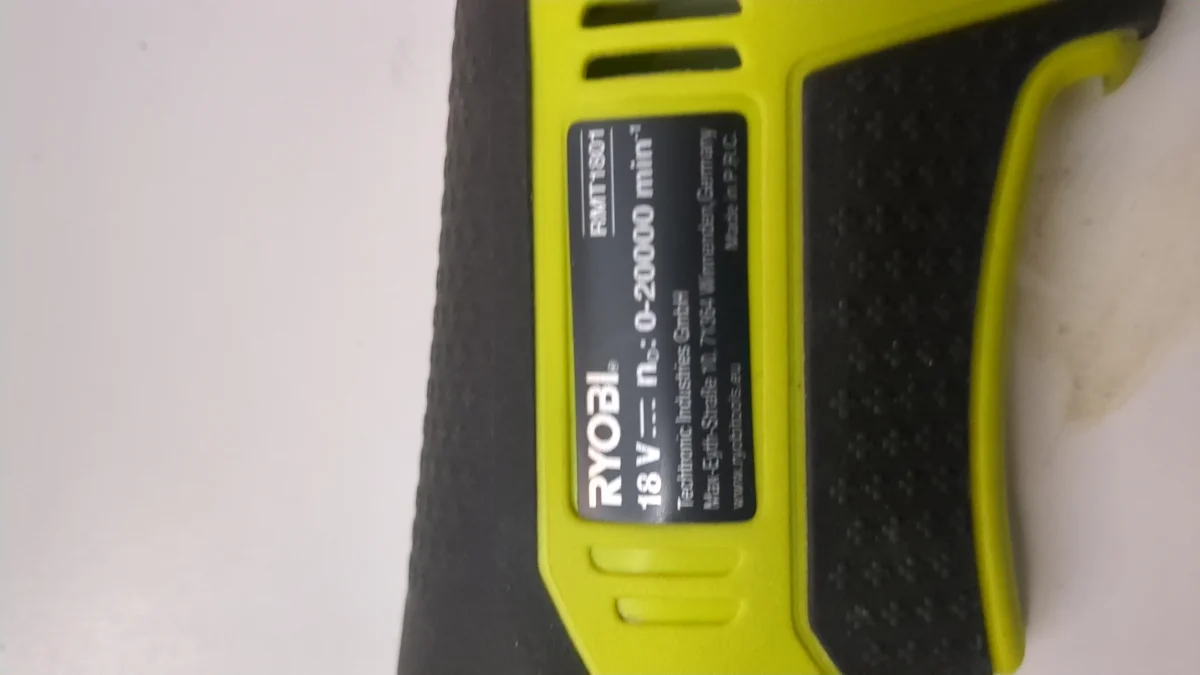 RYOBI® RMT1801
18 V ⎓ n₀: 0-20000 min⁻¹
Techtronic Industries GmbH
Max-Eyth-Straße 10, 71364 Winnenden, Germany
www.ryobitools.eu Made in P.R.C.